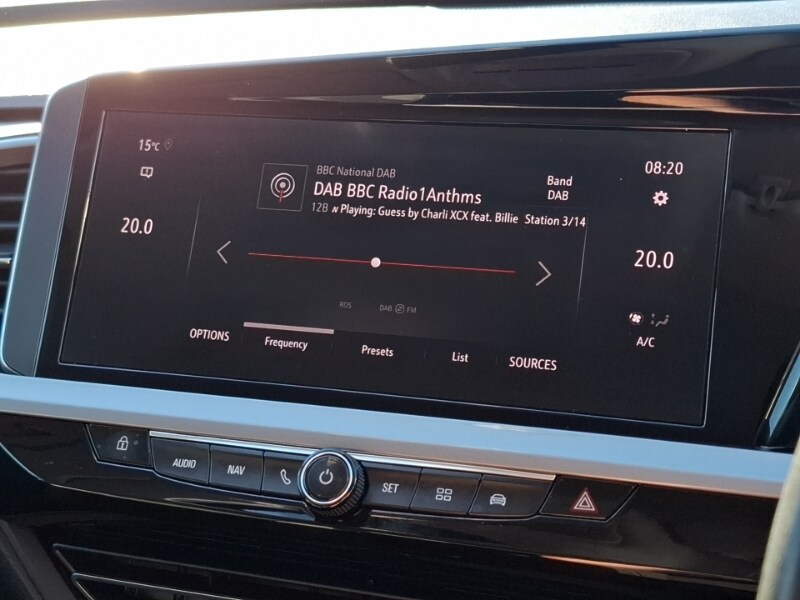 15°C
08:20
BBC National DAB
DAB BBC Radio1Anthms
12B Playing: Guess by Charli XCX feat. Billie
Band
DAB
Station 3/14
20.0
20.0
RDS
DAB FM
A/C
OPTIONS
Frequency
Presets
List
SOURCES
AUDIO
NAV
SET